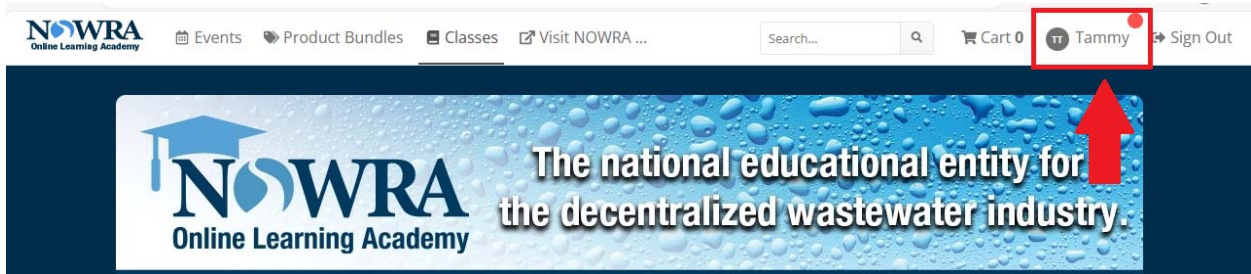 NOWRA
Online Learning Academy
Events
Product Bundles
Classes
Visit NOWRA ...
Search...
Cart 0
TT
Tammy
Sign Out
NOWRA
Online Learning Academy
The national educational entity for
the decentralized wastewater industry.